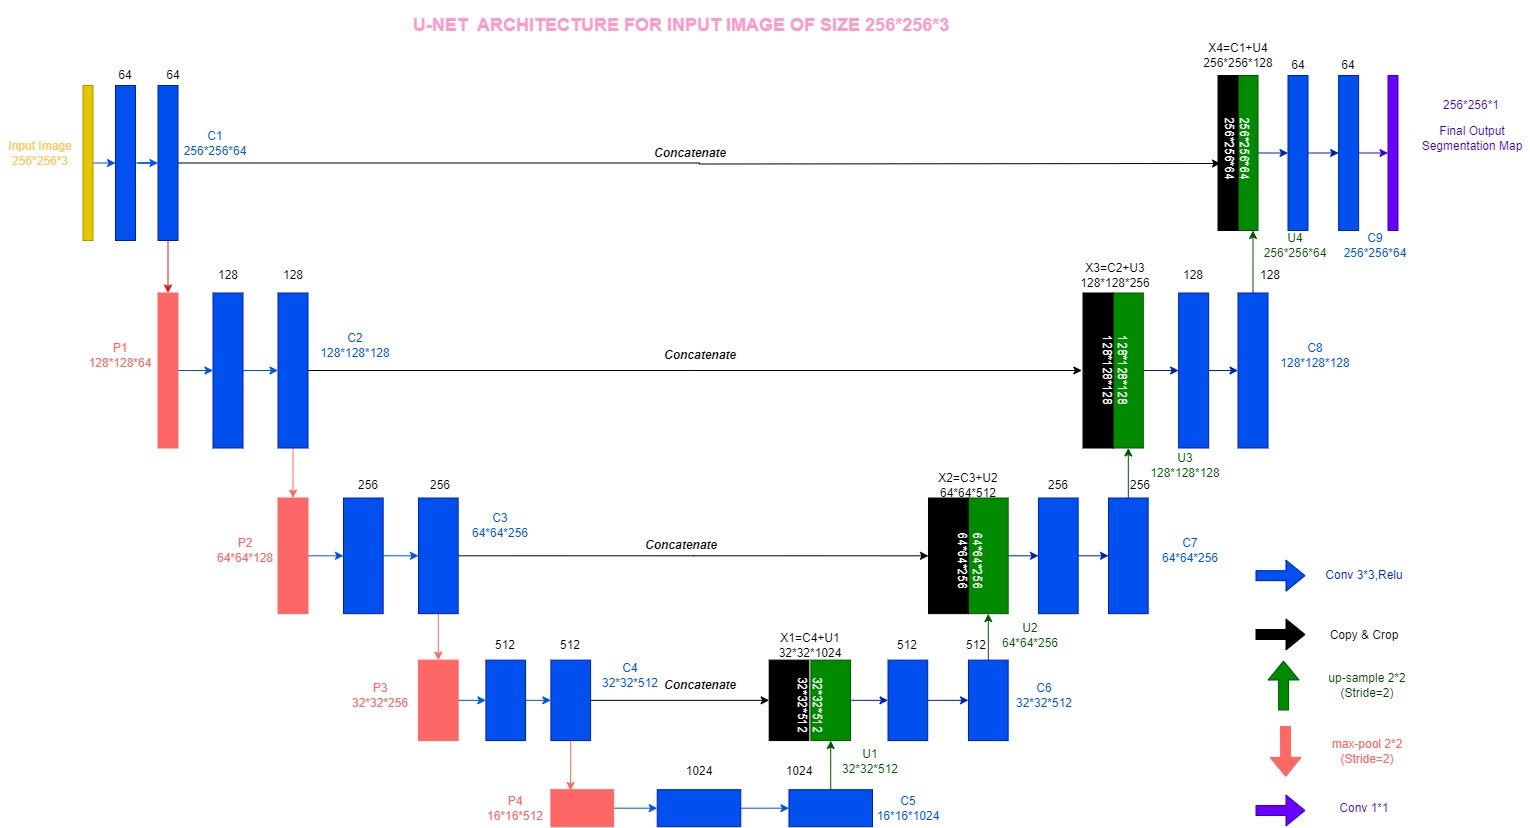 U-NET ARCHITECTURE FOR INPUT IMAGE OF SIZE 256*256*3
Input Image
256*256*3
64
64
C1
256*256*64
Concatenate
X4=C1+U4
256*256*128
256*256*64
256*256*64
64
64
256*256*1
Final Output
Segmentation Map
U4
256*256*64
C9
256*256*64
P1
128*128*64
128
128
C2
128*128*128
Concatenate
X3=C2+U3
128*128*256
128*128*128
128*128*128
128
128
C8
128*128*128
U3
128*128*128
P2
64*64*128
256
256
C3
64*64*256
Concatenate
X2=C3+U2
64*64*512
64*64*256
64*64*256
256
256
C7
64*64*256
U2
64*64*256
P3
32*32*256
512
512
C4
32*32*512
Concatenate
X1=C4+U1
32*32*1024
32*32*512
32*32*512
512
512
C6
32*32*512
U1
32*32*512
P4
16*16*512
1024
1024
C5
16*16*1024
Conv 3*3,Relu
Copy & Crop
up-sample 2*2
(Stride=2)
max-pool 2*2
(Stride=2)
Conv 1*1